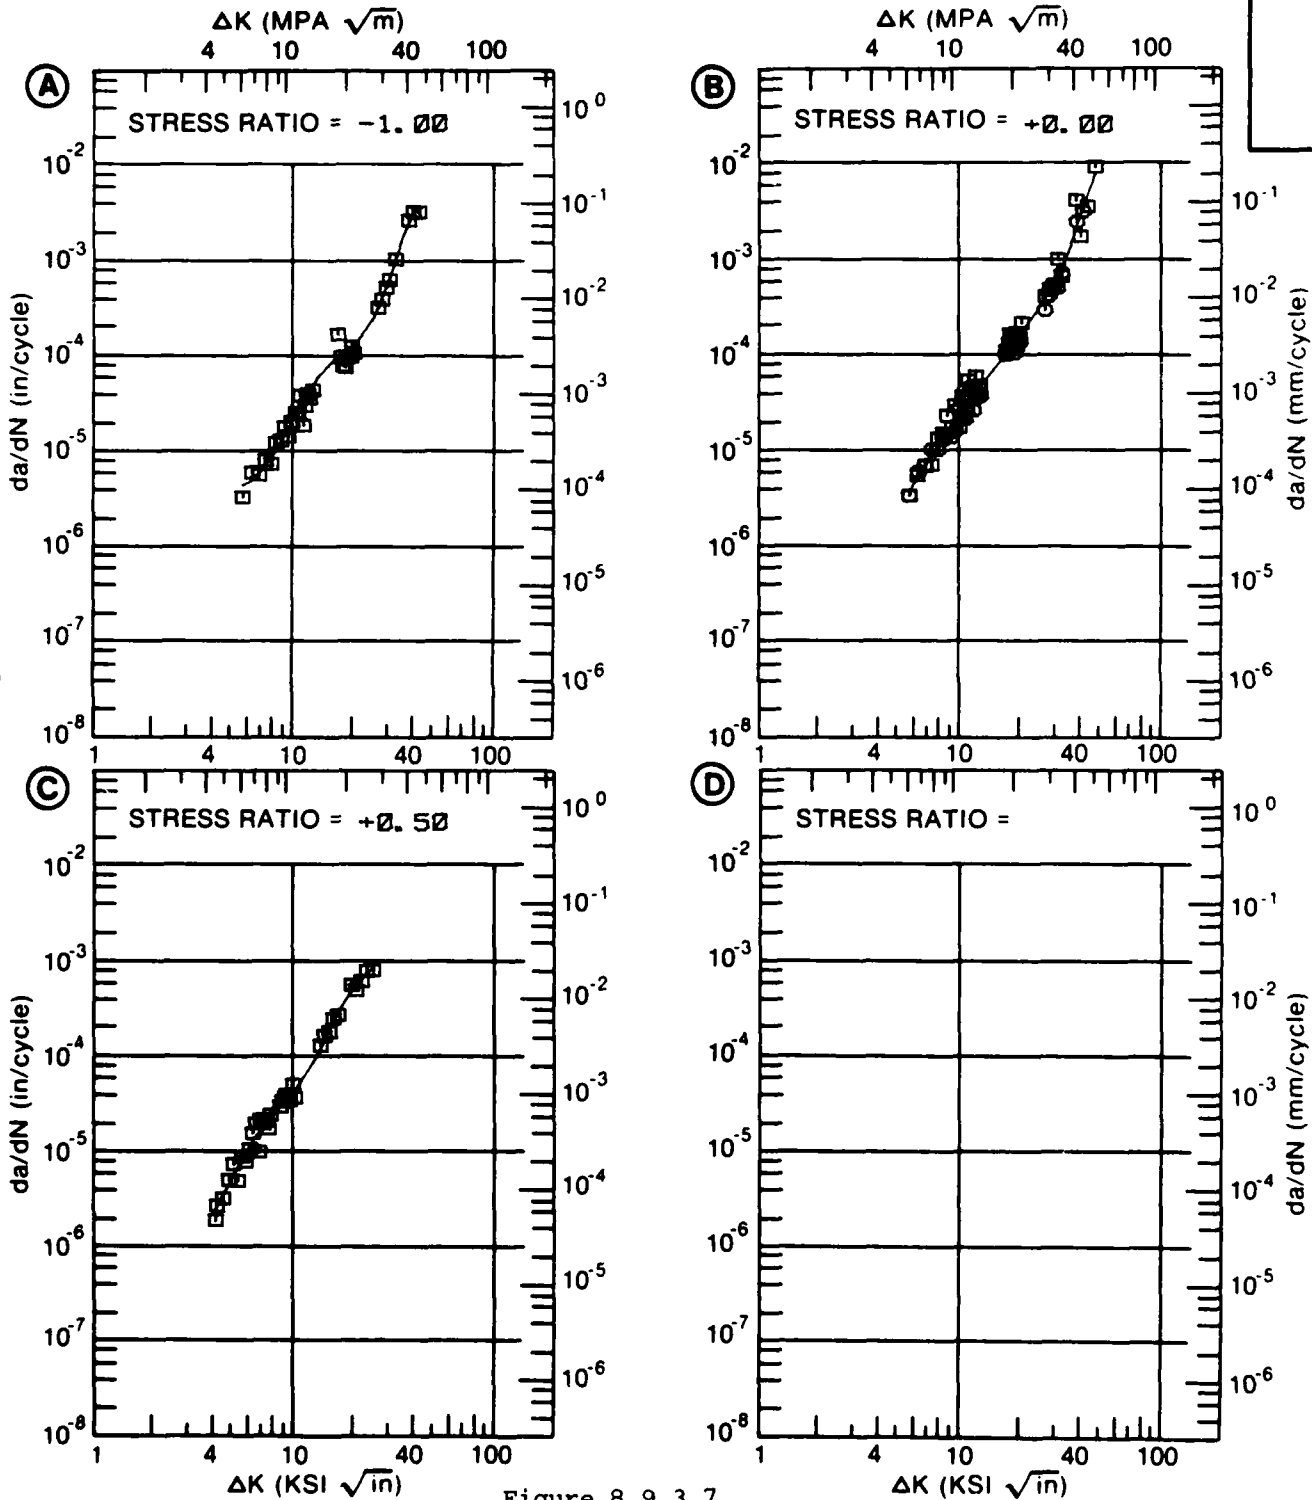 ΔK (MPA √m)
4 10 40 100
A
STRESS RATIO = -1.00
10^0
10^-1
10^-2
10^-3
10^-4
10^-5
10^-6
da/dN (in/cycle)
10^-2
10^-3
10^-4
10^-5
10^-6
10^-7
10^-8
1 4 10 40 100
ΔK (MPA √m)
4 10 40 100
B
STRESS RATIO = +0.00
10^-2
10^-3
10^-4
10^-5
10^-6
10^-7
10^-8
10^-1
10^-2
10^-3
10^-4
10^-5
10^-6
da/dN (mm/cycle)
1 4 10 40 100
C
STRESS RATIO = +0.50
da/dN (in/cycle)
10^-2
10^-3
10^-4
10^-5
10^-6
10^-7
10^-8
10^0
10^-1
10^-2
10^-3
10^-4
10^-5
10^-6
1 4 10 40 100
ΔK (KSI √in)
D
STRESS RATIO =
10^-2
10^-3
10^-4
10^-5
10^-6
10^-7
10^-8
10^0
10^-1
10^-2
10^-3
10^-4
10^-5
10^-6
da/dN (mm/cycle)
1 4 10 40 100
ΔK (KSI √in)
Figure 8.9.3.7